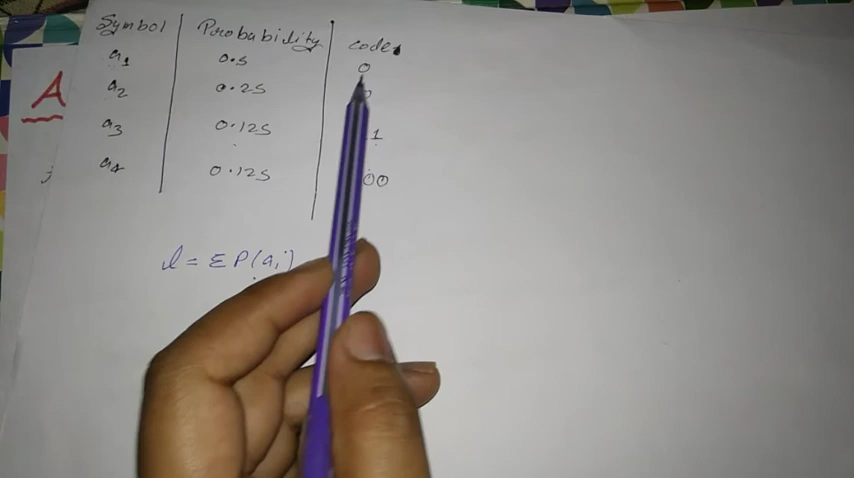 Symbol Probability code
a1 0.5 0
a2 0.25
a3 0.125 1
a4 0.125 00
A
l = Σ P(ai)